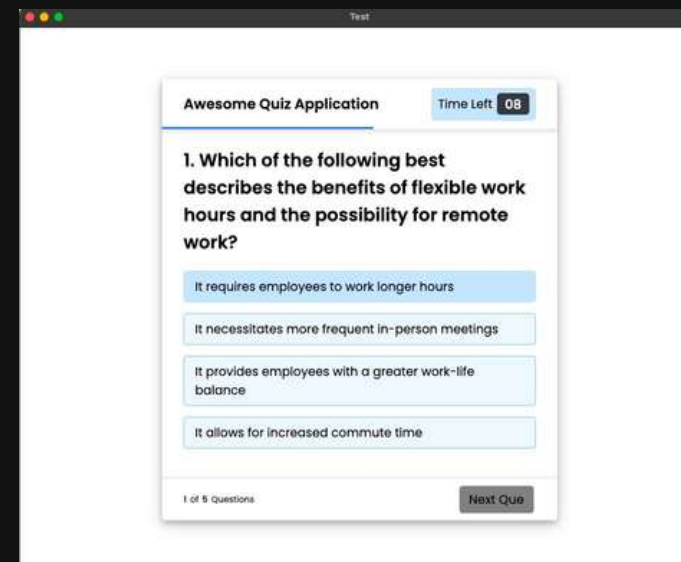 Test
Awesome Quiz Application
Time Left 08
1. Which of the following best
describes the benefits of flexible work
hours and the possibility for remote
work?
It requires employees to work longer hours
It necessitates more frequent in-person meetings
It provides employees with a greater work-life
balance
It allows for increased commute time
1 of 5 Questions
Next Que